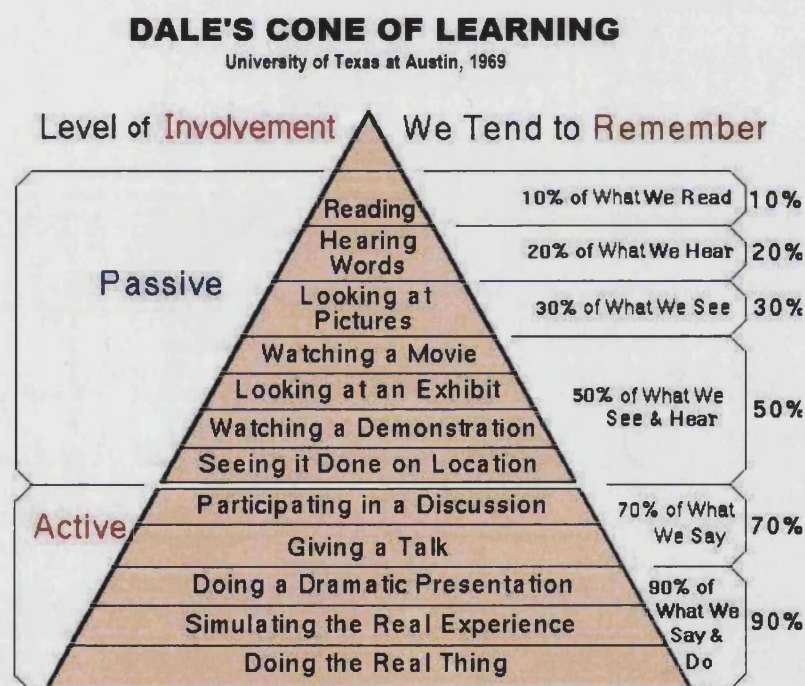 DALE'S CONE OF LEARNING
University of Texas at Austin, 1969
Level of Involvement
We Tend to Remember
Reading
10% of What We Read
10%
Hearing
Words
20% of What We Hear
20%
Passive
Looking at
Pictures
30% of What We See
30%
Watching a Movie
Looking at an Exhibit
Watching a Demonstration
Seeing it Done on Location
50% of What We
See & Hear
50%
Active
Participating in a Discussion
Giving a Talk
70% of What
We Say
70%
Doing a Dramatic Presentation
Simulating the Real Experience
Doing the Real Thing
90% of
What We
Say &
Do
90%